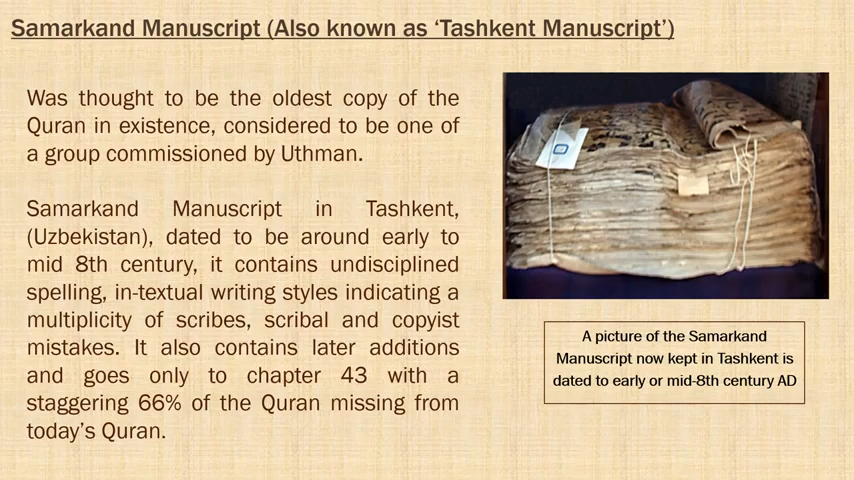 Samarkand Manuscript (Also known as ‘Tashkent Manuscript’)
Was thought to be the oldest copy of the
Quran in existence, considered to be one of
a group commissioned by Uthman.
Samarkand Manuscript in Tashkent,
(Uzbekistan), dated to be around early to
mid 8th century, it contains undisciplined
spelling, in-textual writing styles indicating a
multiplicity of scribes, scribal and copyist
mistakes. It also contains later additions
and goes only to chapter 43 with a
staggering 66% of the Quran missing from
today’s Quran.
A picture of the Samarkand
Manuscript now kept in Tashkent is
dated to early or mid-8th century AD